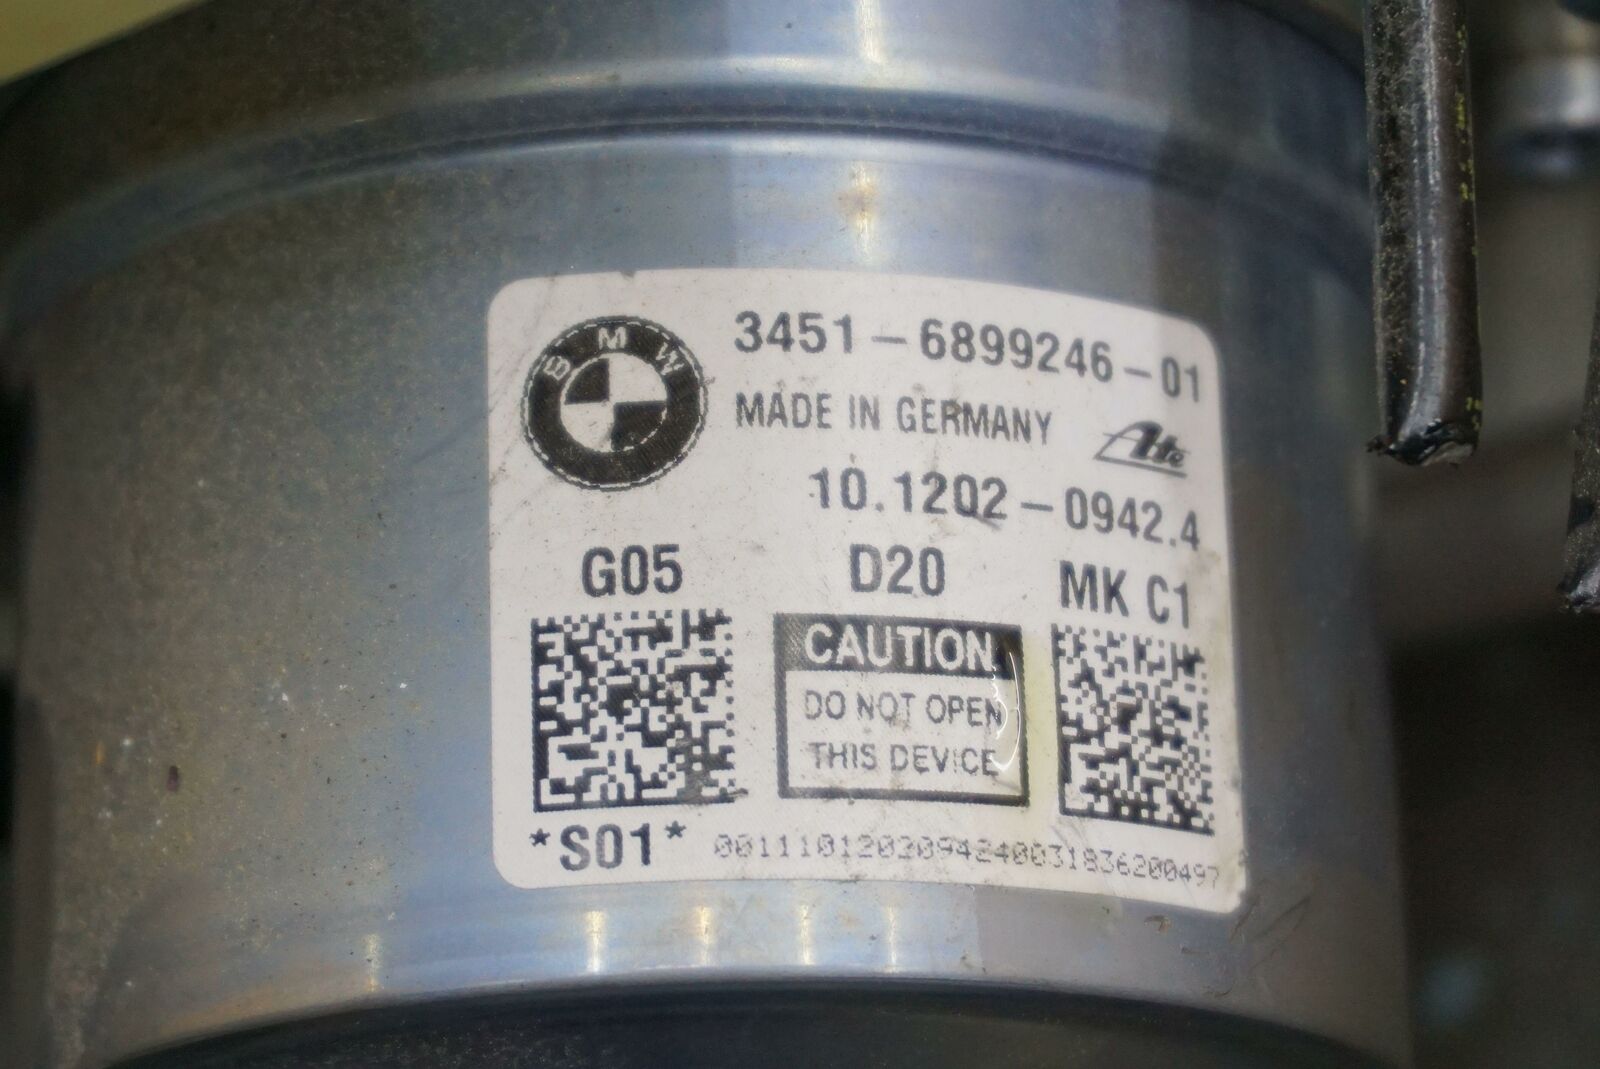 BMW
3451-6899246-01
MADE IN GERMANY
Ate
10.1202-0942.4
G05 D20 MK C1
CAUTION
DO NOT OPEN
THIS DEVICE
*S01* 0011101202094240031836200497